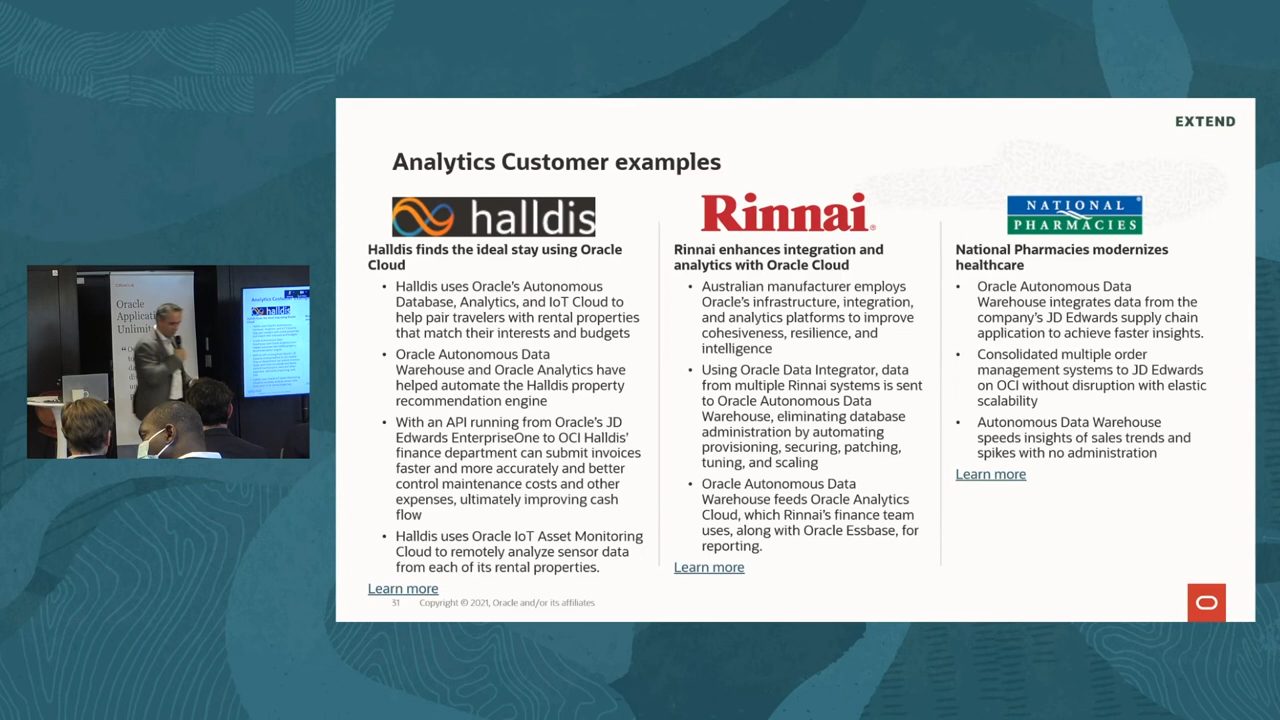 EXTEND
Analytics Customer examples
halldis
Halldis finds the ideal stay using Oracle
Cloud
• Halldis uses Oracle's Autonomous
Database, Analytics, and IoT Cloud to
help pair travelers with rental properties
that match their interests and budgets
• Oracle Autonomous Data
Warehouse and Oracle Analytics have
helped automate the Halldis property
recommendation engine
• With an API running from Oracle's JD
Edwards EnterpriseOne to OCI Halldis'
finance department can submit invoices
faster and more accurately and better
control maintenance costs and other
expenses, ultimately improving cash
flow
• Halldis uses Oracle IoT Asset Monitoring
Cloud to remotely analyze sensor data
from each of its rental properties.
Learn more
Rinnai
Rinnai enhances integration and
analytics with Oracle Cloud
• Australian manufacturer employs
Oracle's infrastructure, integration,
and analytics platforms to improve
responsiveness, resilience, and
intelligence
• Using Oracle Data Integrator, data
from multiple Rinnai systems is sent
to Oracle Autonomous Data
Warehouse, eliminating database
administration by automating
provisioning, securing, patching,
tuning, and scaling
• Oracle Autonomous Data
Warehouse feeds Oracle Analytics
Cloud, which Rinnai's finance team
uses, along with Oracle Essbase, for
reporting.
Learn more
NATIONAL
PHARMACIES
National Pharmacies modernizes
healthcare
• Oracle Autonomous Data
Warehouse integrates data from the
company's JD Edwards supply chain
application to achieve faster insights.
• Consolidated multiple order
management systems to JD Edwards
on OCI without disruption with elastic
scalability
• Autonomous Data Warehouse
speeds insights of sales trends and
spikes with no administration
Learn more
31 Copyright © 2021, Oracle and/or its affiliates
Oracle
Unlimit
Analytics
halldis